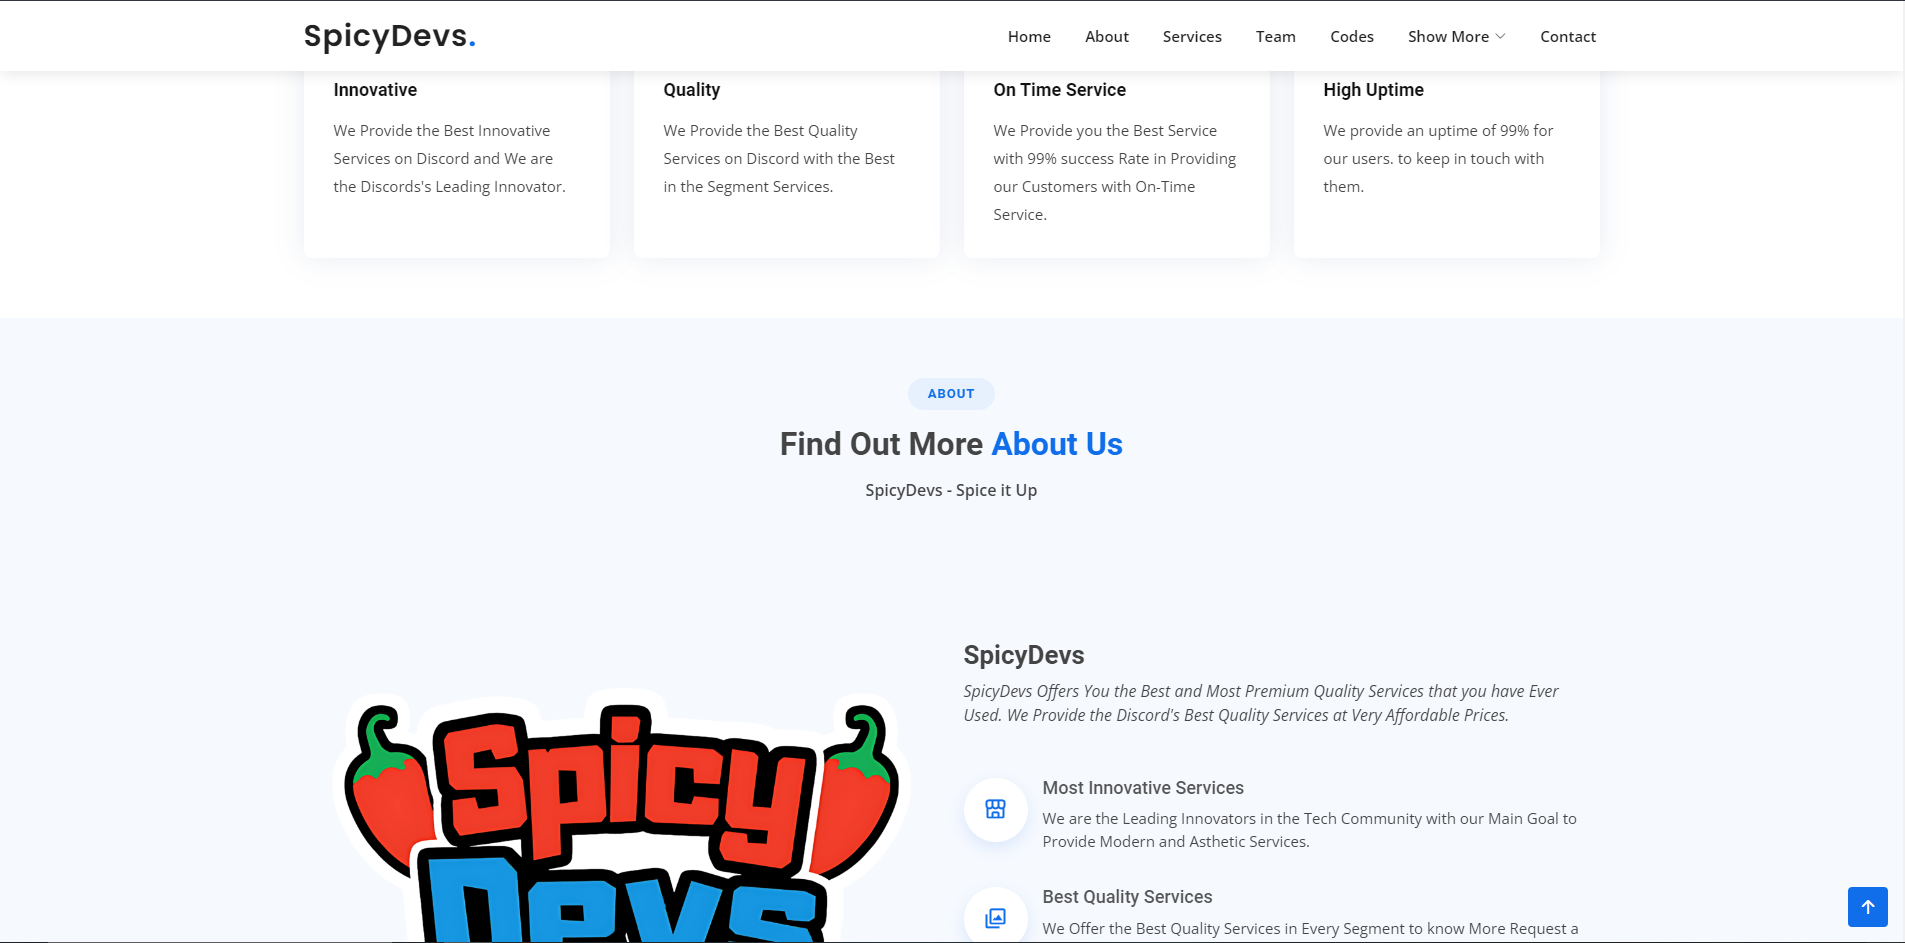 SpicyDevs.
Home About Services Team Codes Show More Contact
Innovative
We Provide the Best Innovative
Services on Discord and We are
the Discords's Leading Innovator.
Quality
We Provide the Best Quality
Services on Discord with the Best
in the Segment Services.
On Time Service
We Provide you the Best Service
with 99% success Rate in Providing
our Customers with On-Time
Service.
High Uptime
We provide an uptime of 99% for
our users. to keep in touch with
them.
ABOUT
Find Out More About Us
SpicyDevs - Spice it Up
Spicy
Devs
SpicyDevs
SpicyDevs Offers You the Best and Most Premium Quality Services that you have Ever
Used. We Provide the Discord's Best Quality Services at Very Affordable Prices.
Most Innovative Services
We are the Leading Innovators in the Tech Community with our Main Goal to
Provide Modern and Asthetic Services.
Best Quality Services
We Offer the Best Quality Services in Every Segment to know More Request a